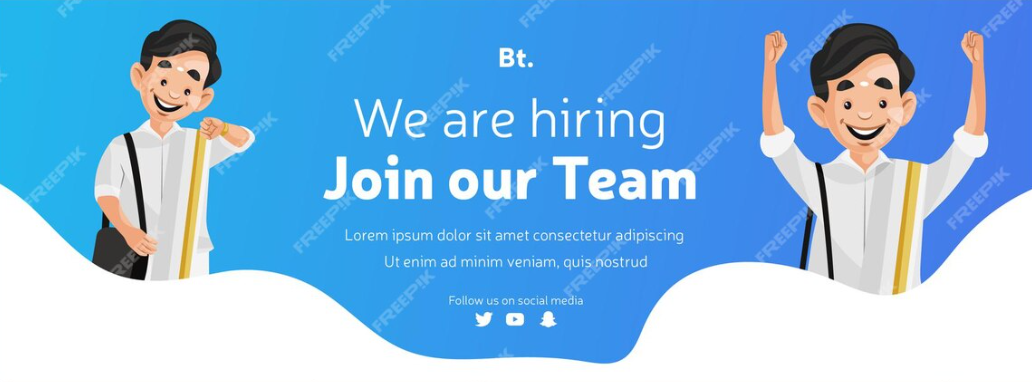 Bt.
We are hiring
Join our Team
Lorem ipsum dolor sit amet consectetur adipiscing
Ut enim ad minim veniam, quis nostrud
Follow us on social media
FREEPIK